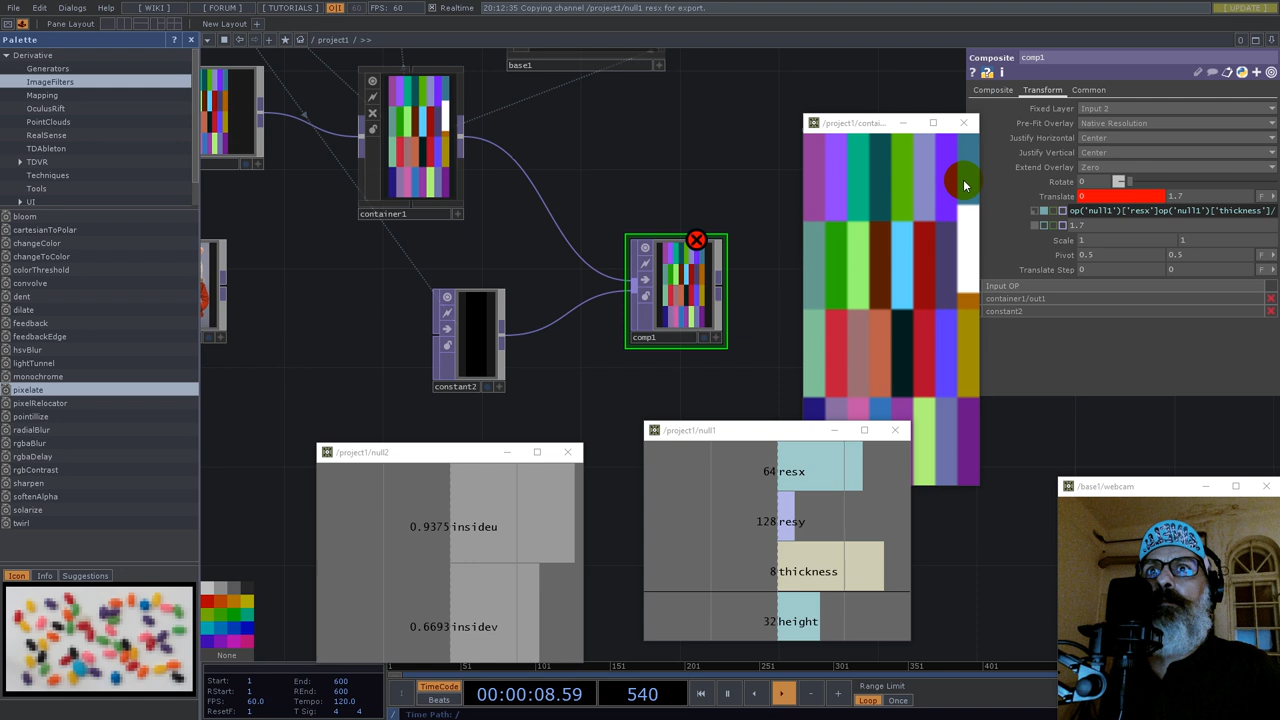 File Edit Dialogs [ WIKI ] [ FORUM ] [ TUTORIALS ] O|I 60 FPS: 60 Realtime 20:12:35 Copying channel /project1/null1 resx for export. [ UPDATE ]
Pane Layout New Layout +
Palette ? x / project1 / >>
Derivative
Generators
ImageFilters
Mapping
OculusRift
PointClouds
RealSense
TDAbleton
TDVR
Techniques
Tools
UI
bloom
cartesianToPolar
changeColor
changeToColor
colorThreshold
convolve
dent
dilate
feedback
feedbackEdge
hsvBlur
lightTunnel
monochrome
pixelate
pixelRelocator
pointillize
radialBlur
rgbaBlur
rgbaDelay
rgbContrast
sharpen
softenAlpha
solarize
twirl
Icon Info Suggestions
None
base1
container1
constant2
comp1
Composite comp1
Composite Transform Common
Fixed Layer Input 2
Pre-Fit Overlay Native Resolution
Justify Horizontal Center
Justify Vertical Center
Extend Overlay Zero
Rotate 0
Translate 0 1.7 F
op('null1')['resx']op('null1')['thickness']/
1.7
Scale 1 1
Pivot 0.5 0.5 F
Translate Step 0 0 F
Input OP
container1/out1
constant2
/project1/contai...
/project1/null2
0.9375 insideu
0.6693 insidev
/project1/null1
64 resx
128 resy
8 thickness
32 height
/base1/webcam
1 51 101 151 201 251 301 351 401
Start: 1 End: 600
RStart: 1 REnd: 600
FPS: 60.0 Tempo: 120.0
ResetF: 1 T Sig: 4 4
TimeCode
Beats
00:00:08.59 540
Range Limit
Loop Once
/ Time Path: /